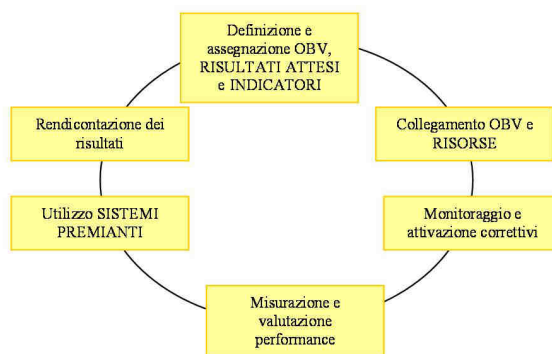 Definizione e
assegnazione OBV,
RISULTATI ATTESI
e INDICATORI
Collegamento OBV e
RISORSE
Monitoraggio e
attivazione correttivi
Misurazione e
valutazione
performance
Utilizzo SISTEMI
PREMIANTI
Rendicontazione dei
risultati